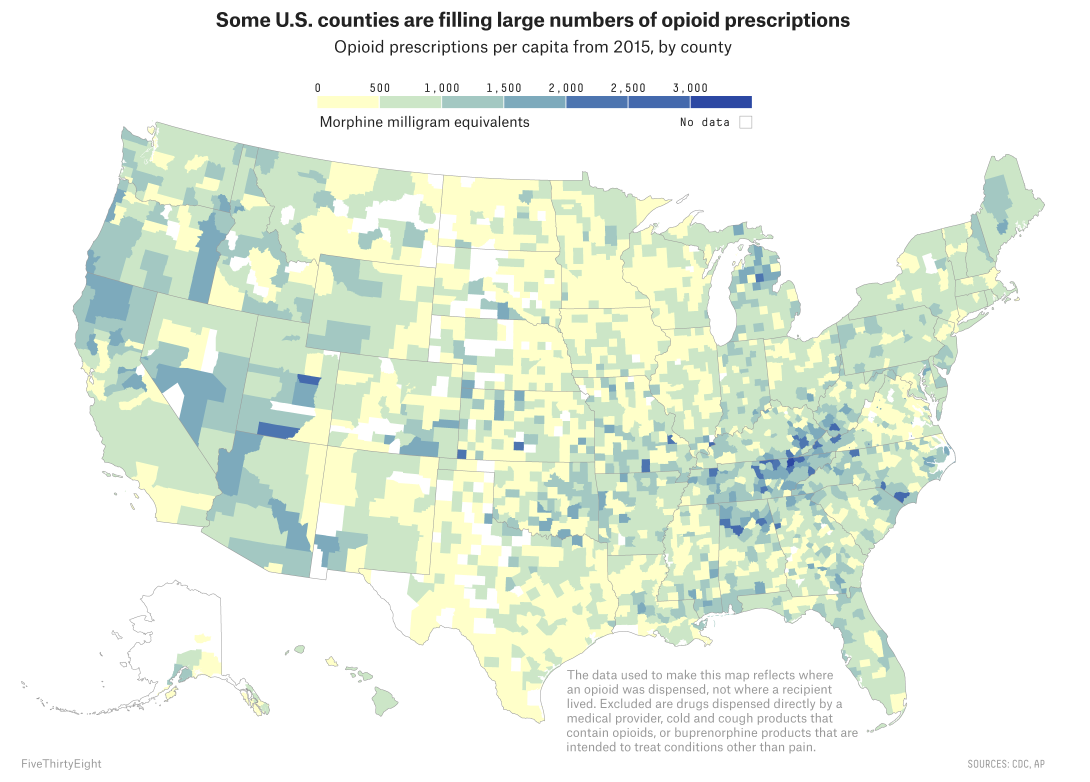 Some U.S. counties are filling large numbers of opioid prescriptions
Opioid prescriptions per capita from 2015, by county
0 500 1,000 1,500 2,000 2,500 3,000
Morphine milligram equivalents No data
The data used to make this map reflects where
an opioid was dispensed, not where a recipient
lived. Excluded are drugs dispensed directly by a
medical provider, cold and cough products that
contain opioids, or buprenorphine products that are
intended to treat conditions other than pain.
FiveThirtyEight SOURCES: CDC, AP